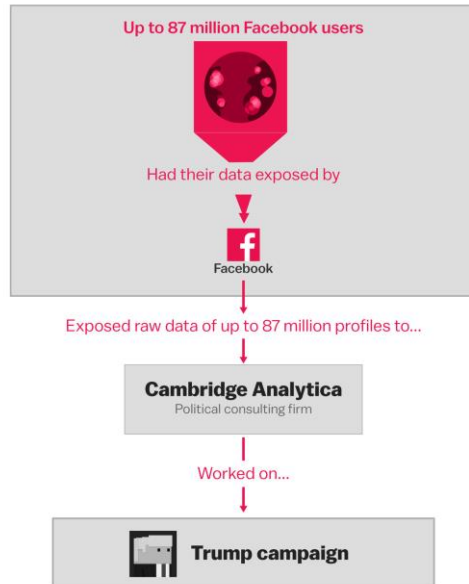 Up to 87 million Facebook users
Had their data exposed by
Facebook
Exposed raw data of up to 87 million profiles to...
Cambridge Analytica
Political consulting firm
Worked on...
Trump campaign